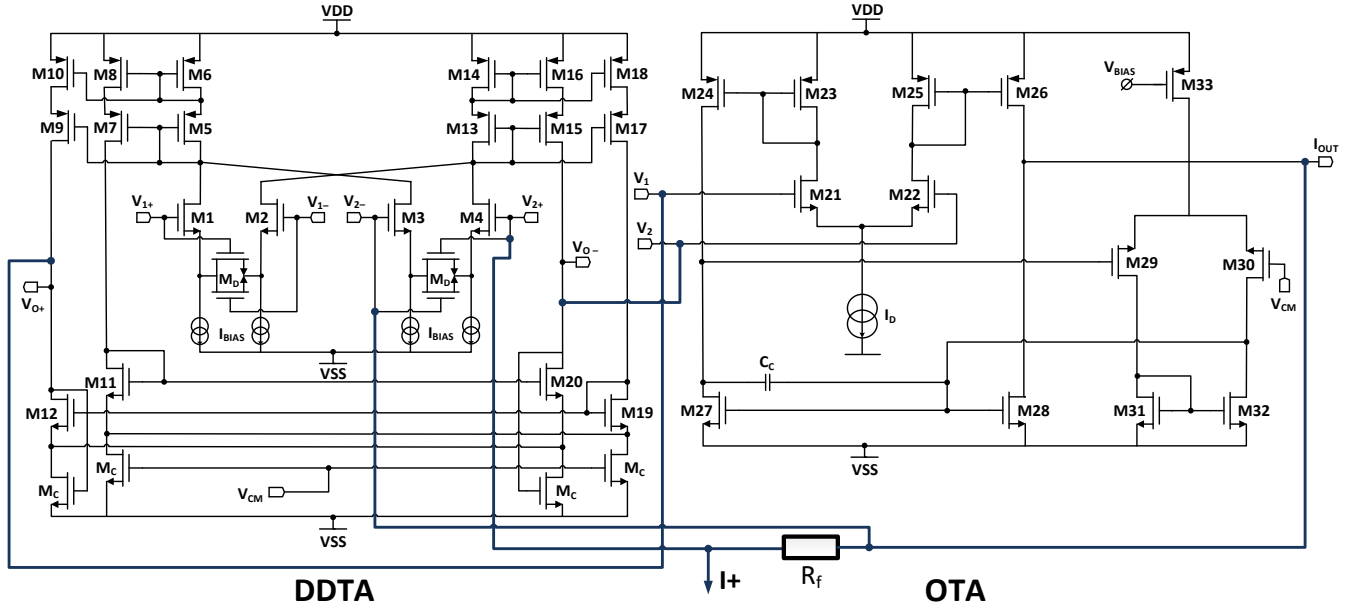 VDD
VDD
M10 M8 M6 M14 M16 M18
M24 M23 M25 M26 VBIAS M33
M9 M7 M5 M13 M15 M17
IOUT
V1+ M1 M2 V1– V2– M3 M4 V2+
V1 M21 M22
V2
MD MD VO–
M29 M30
VCM
VO+
IBIAS IBIAS
ID
VSS
M11 M20
CC
M12 M19
M27 M28 M31 M32
MC MC MC MC
VCM
VSS
VSS
DDTA I+ Rf OTA